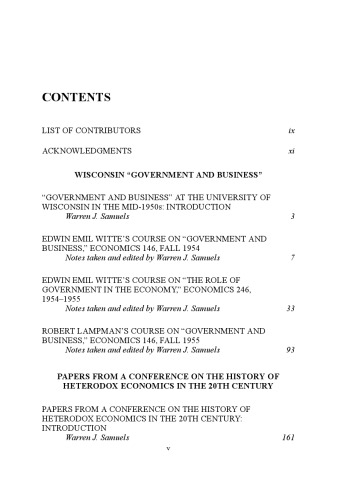 CONTENTS
LIST OF CONTRIBUTORS ix
ACKNOWLEDGMENTS xi
WISCONSIN “GOVERNMENT AND BUSINESS”
“GOVERNMENT AND BUSINESS” AT THE UNIVERSITY OF
WISCONSIN IN THE MID-1950s: INTRODUCTION
Warren J. Samuels 3
EDWIN EMIL WITTE’S COURSE ON “GOVERNMENT AND
BUSINESS,” ECONOMICS 146, FALL 1954
Notes taken and edited by Warren J. Samuels 7
EDWIN EMIL WITTE’S COURSE ON “THE ROLE OF
GOVERNMENT IN THE ECONOMY,” ECONOMICS 246,
1954–1955
Notes taken and edited by Warren J. Samuels 33
ROBERT LAMPMAN’S COURSE ON “GOVERNMENT AND
BUSINESS,” ECONOMICS 146, FALL 1955
Notes taken and edited by Warren J. Samuels 93
PAPERS FROM A CONFERENCE ON THE HISTORY OF
HETERODOX ECONOMICS IN THE 20TH CENTURY
PAPERS FROM A CONFERENCE ON THE HISTORY OF
HETERODOX ECONOMICS IN THE 20TH CENTURY:
INTRODUCTION
Warren J. Samuels 161
v